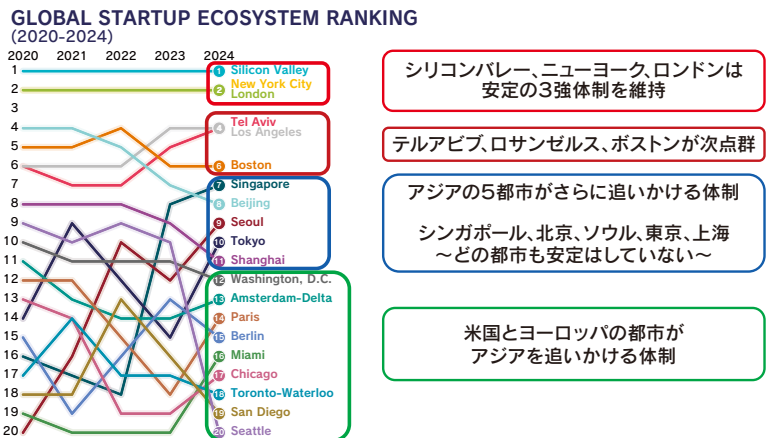 GLOBAL STARTUP ECOSYSTEM RANKING
(2020-2024)
2020 2021 2022 2023 2024
1
2
3
4
5
6
7
8
9
10
11
12
13
14
15
16
17
18
19
20
1 Silicon Valley
2 New York City
London
Tel Aviv
4 Los Angeles
6 Boston
7 Singapore
8 Beijing
9 Seoul
10 Tokyo
11 Shanghai
12 Washington, D.C.
13 Amsterdam-Delta
14 Paris
15 Berlin
16 Miami
17 Chicago
18 Toronto-Waterloo
19 San Diego
20 Seattle
シリコンバレー、ニューヨーク、ロンドンは
安定の3強体制を維持
テルアビブ、ロサンゼルス、ボストンが次点群
アジアの5都市がさらに追いかける体制
シンガポール、北京、ソウル、東京、上海
〜どの都市も安定はしていない〜
米国とヨーロッパの都市が
アジアを追いかける体制